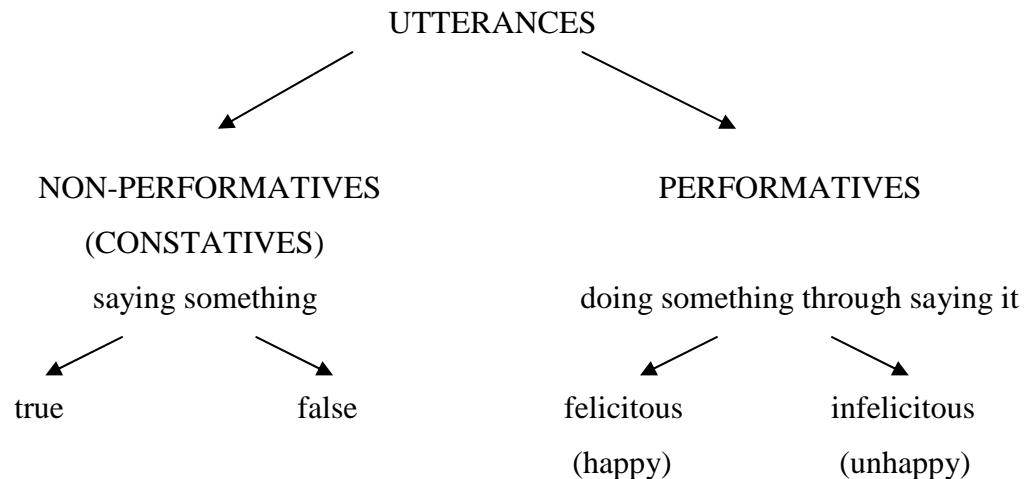 UTTERANCES
NON-PERFORMATIVES PERFORMATIVES
(CONSTATIVES)
saying something doing something through saying it
true false felicitous infelicitous
(happy) (unhappy)